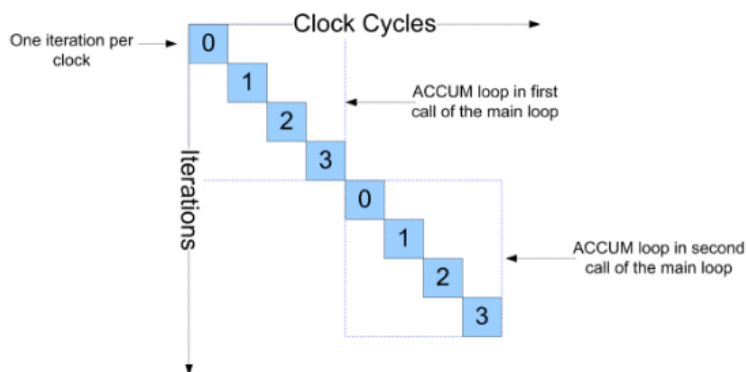 Clock Cycles
One iteration per
clock
0
1
ACCUM loop in first
call of the main loop
2
3
Iterations
0
1
ACCUM loop in second
call of the main loop
2
3